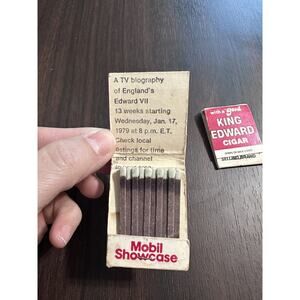 A TV biography
of England's
Edward VII
13 weeks starting
Wednesday, Jan. 17,
1979 at 8 p.m. E.T.
Check local
listings for time
and channel
Mobil
Showcase
with a good
KING
EDWARD
CIGAR